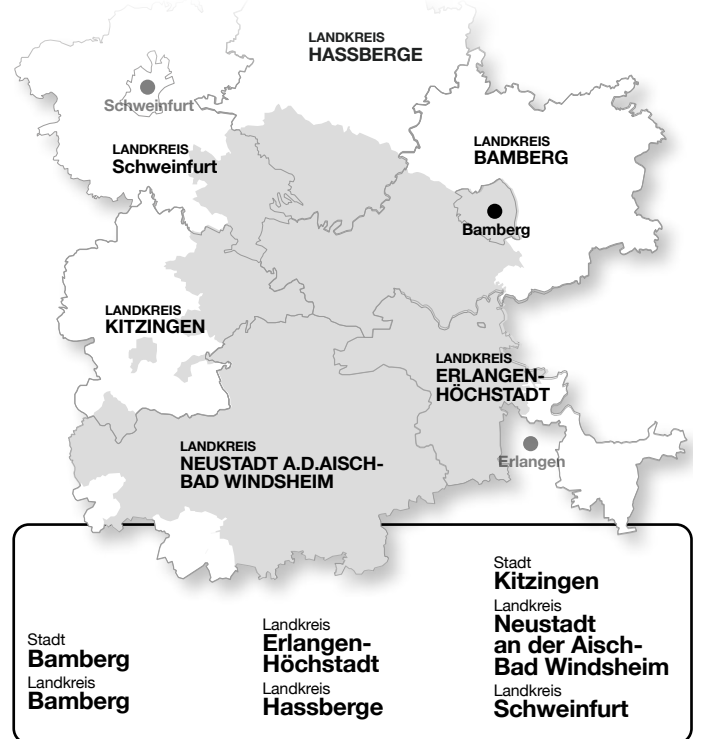 LANDKREIS
HASSBERGE
Schweinfurt
LANDKREIS
Schweinfurt
LANDKREIS
BAMBERG
Bamberg
LANDKREIS
KITZINGEN
LANDKREIS
ERLANGEN-
HÖCHSTADT
LANDKREIS
NEUSTADT A.D.AISCH-
BAD WINDSHEIM
Erlangen
Stadt
Bamberg
Landkreis
Bamberg
Landkreis
Erlangen-
Höchstadt
Landkreis
Hassberge
Stadt
Kitzingen
Landkreis
Neustadt
an der Aisch-
Bad Windsheim
Landkreis
Schweinfurt